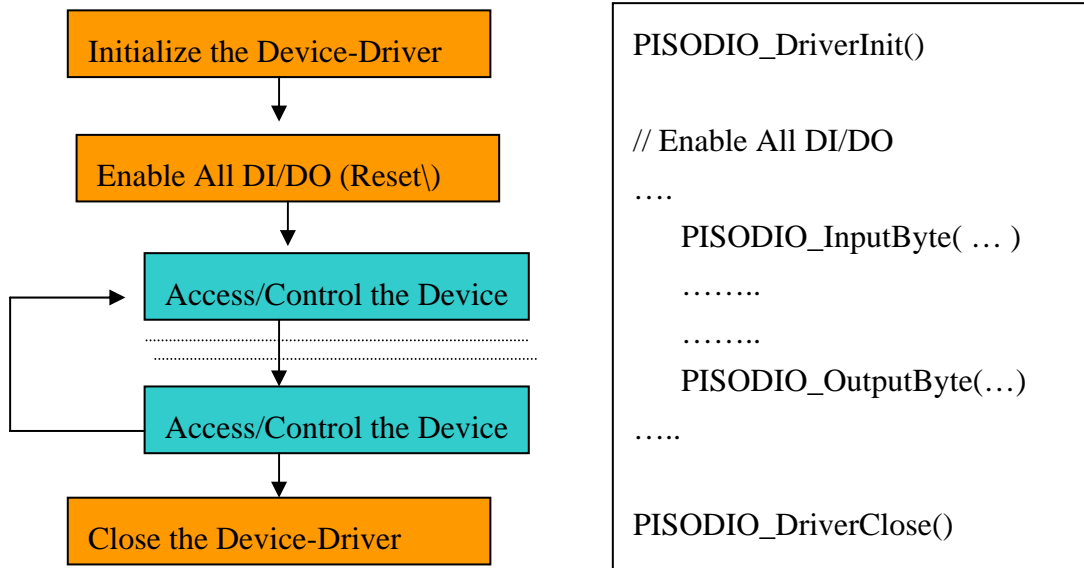 Initialize the Device-Driver
Enable All DI/DO (Reset\)
Access/Control the Device
Access/Control the Device
Close the Device-Driver
PISODIO_DriverInit()
// Enable All DI/DO
….
PISODIO_InputByte( … )
……..
……..
PISODIO_OutputByte(…)
…..
PISODIO_DriverClose()